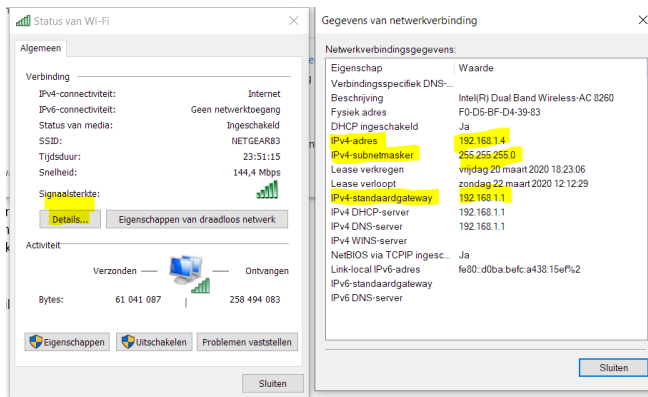 Status van Wi-Fi
Algemeen
Verbinding
IPv4-connectiviteit: Internet
IPv6-connectiviteit: Geen netwerktoegang
Status van media: Ingeschakeld
SSID: NETGEAR83
Tijdsduur: 23:51:15
Snelheid: 144,4 Mbps
Signaalsterkte:
Details...
Eigenschappen van draadloos netwerk
Activiteit
Verzonden
Ontvangen
Bytes: 61 041 087 258 494 083
Eigenschappen
Uitschakelen
Problemen vaststellen
Sluiten
Gegevens van netwerkverbinding
Netwerkverbindingsgegevens:
Eigenschap Waarde
Verbindingsspecifiek DNS-...
Beschrijving Intel(R) Dual Band Wireless-AC 8260
Fysiek adres F0-D5-BF-D4-39-83
DHCP ingeschakeld Ja
IPv4-adres 192.168.1.4
IPv4-subnetmasker 255.255.255.0
Lease verkregen vrijdag 20 maart 2020 18:23:06
Lease verloopt zondag 22 maart 2020 12:12:29
IPv4-standaardgateway 192.168.1.1
IPv4 DHCP-server 192.168.1.1
IPv4 DNS-server 192.168.1.1
IPv4 WINS-server
NetBIOS via TCPIP ingesc... Ja
Link-local IPv6-adres fe80::d0ba:befc:a438:15ef%2
IPv6-standaardgateway
IPv6 DNS-server
Sluiten